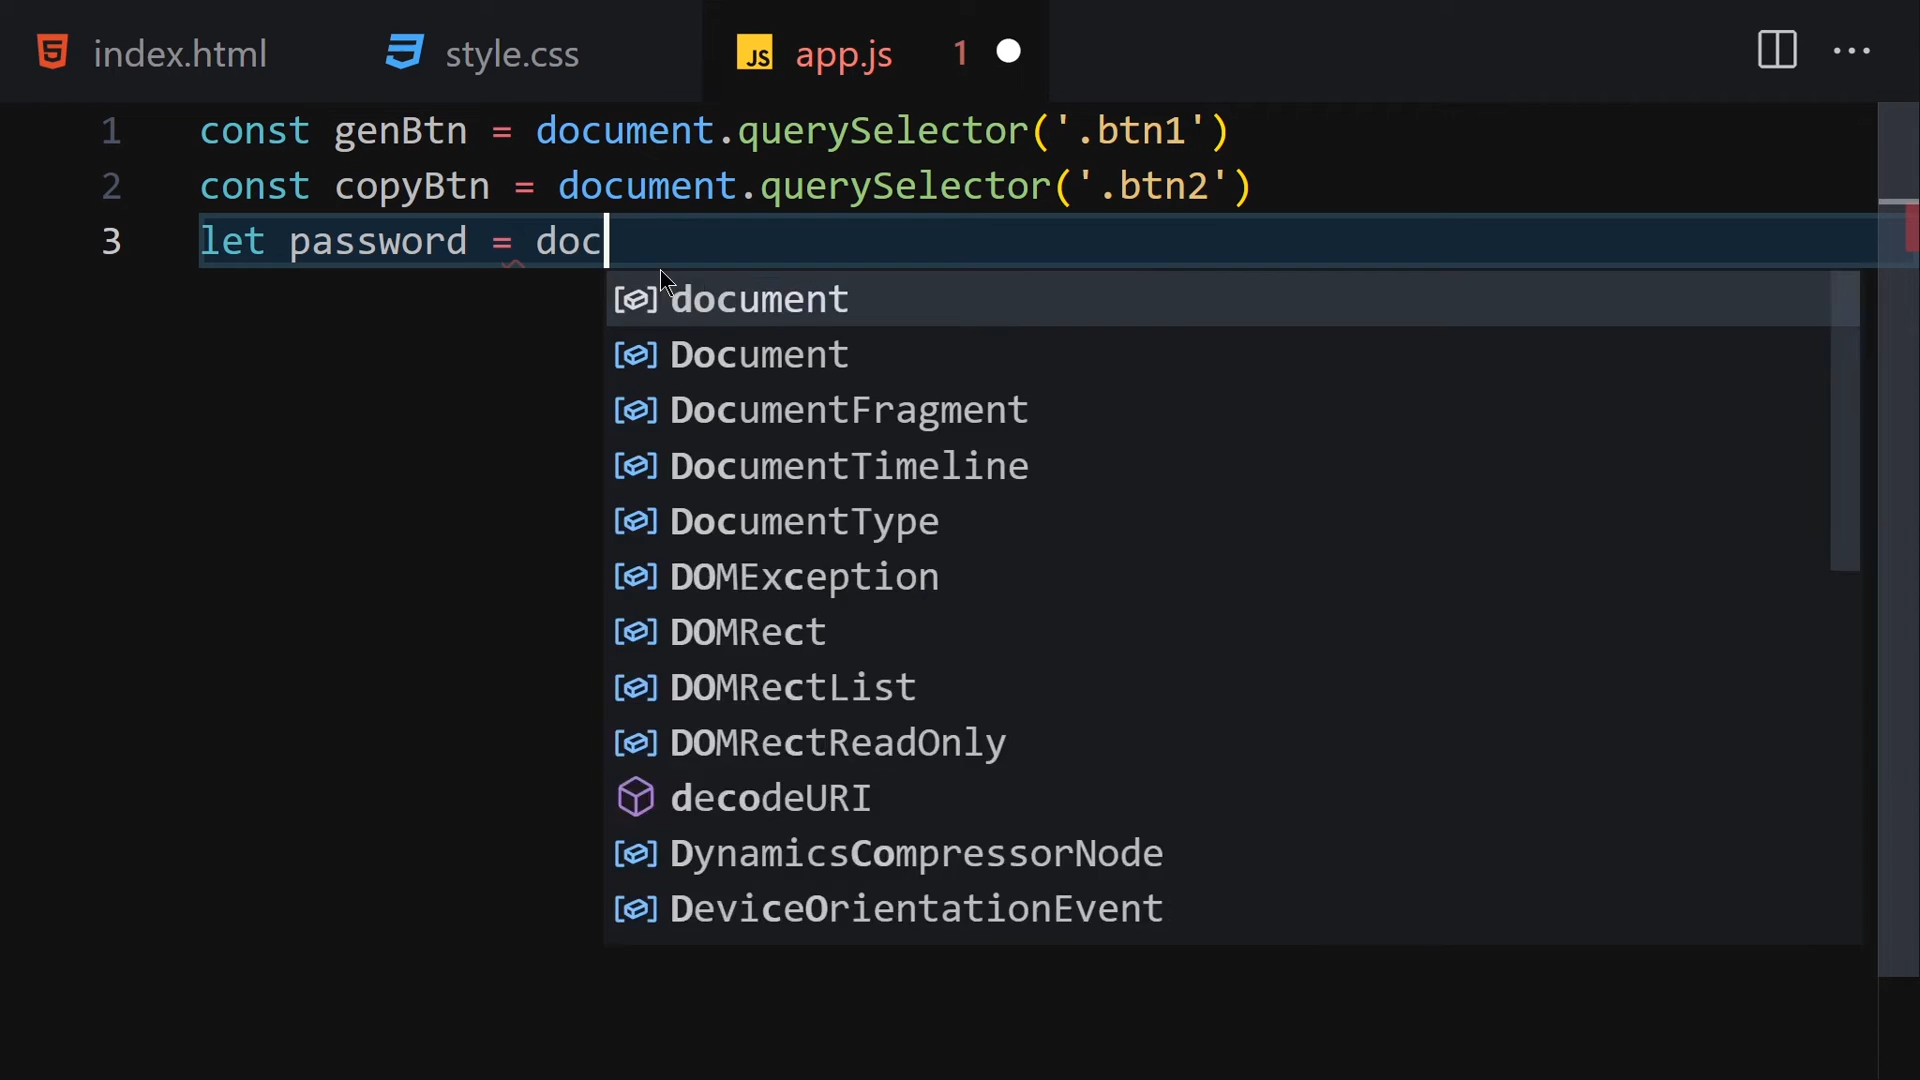 index.html
style.css
JS app.js 1
1 const genBtn = document.querySelector('.btn1')
2 const copyBtn = document.querySelector('.btn2')
3 let password = doc
document
Document
DocumentFragment
DocumentTimeline
DocumentType
DOMException
DOMRect
DOMRectList
DOMRectReadOnly
decodeURI
DynamicsCompressorNode
DeviceOrientationEvent